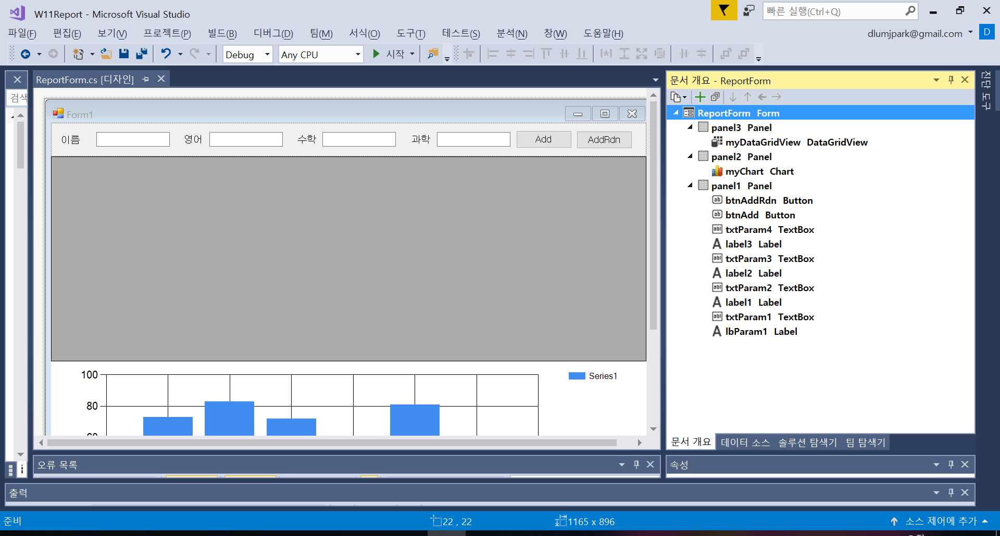 W11Report - Microsoft Visual Studio
빠른 실행(Ctrl+Q)
파일(F) 편집(E) 보기(V) 프로젝트(P) 빌드(B) 디버그(D) 팀(M) 서식(O) 도구(T) 테스트(S) 분석(N) 창(W) 도움말(H)
dlumjpark@gmail.com D
Debug Any CPU 시작
ReportForm.cs [디자인]
검색
Form1
이름 영어 수학 과학 Add AddRdn
100
80
60
Series1
문서 개요 - ReportForm
ReportForm Form
panel3 Panel
myDataGridView DataGridView
panel2 Panel
myChart Chart
panel1 Panel
btnAddRdn Button
btnAdd Button
txtParam4 TextBox
label3 Label
txtParam3 TextBox
label2 Label
txtParam2 TextBox
label1 Label
txtParam1 TextBox
lbParam1 Label
문서 개요 데이터 소스 솔루션 탐색기 팀 탐색기
진단 도구
오류 목록
속성
출력
준비 22 , 22 1165 x 896 소스 제어에 추가